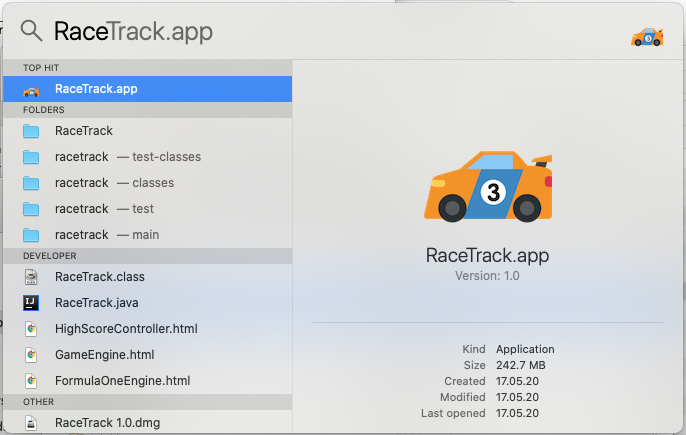 RaceTrack.app
TOP HIT
RaceTrack.app
FOLDERS
RaceTrack
racetrack — test-classes
racetrack — classes
racetrack — test
racetrack — main
DEVELOPER
RaceTrack.class
RaceTrack.java
HighScoreController.html
GameEngine.html
FormulaOneEngine.html
OTHER
RaceTrack 1.0.dmg
3
RaceTrack.app
Version: 1.0
Kind Application
Size 242.7 MB
Created 17.05.20
Modified 17.05.20
Last opened 17.05.20